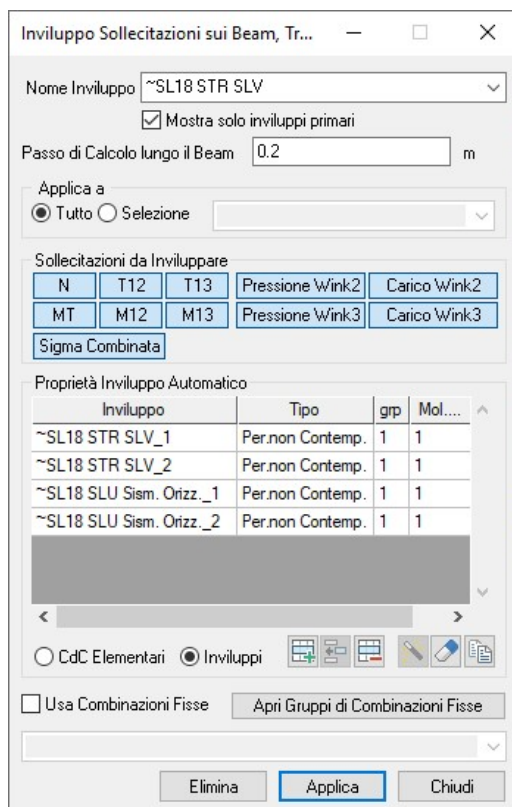 Inviluppo Sollecitazioni sui Beam, Tr...
Nome Inviluppo ~SL18 STR SLV
Mostra solo inviluppi primari
Passo di Calcolo lungo il Beam 0.2 m
Applica a
Tutto Selezione
Sollecitazioni da Inviluppare
N T12 T13 Pressione Wink2 Carico Wink2
MT M12 M13 Pressione Wink3 Carico Wink3
Sigma Combinata
Proprietà Inviluppo Automatico
Inviluppo Tipo grp Mol....
~SL18 STR SLV_1 Per.non Contemp. 1 1
~SL18 STR SLV_2 Per.non Contemp. 1 1
~SL18 SLU Sism. Orizz._1 Per.non Contemp. 1 1
~SL18 SLU Sism. Orizz._2 Per.non Contemp. 1 1
CdC Elementari Inviluppi
Usa Combinazioni Fisse Apri Gruppi di Combinazioni Fisse
Elimina Applica Chiudi